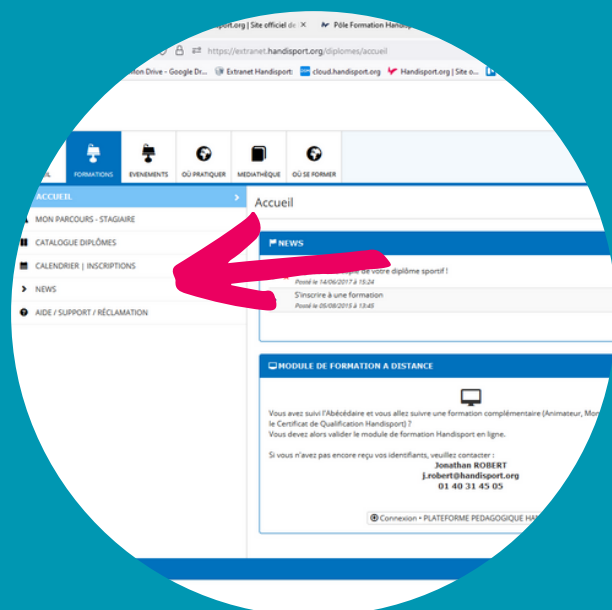 .org | Site officiel de
Pôle Formation Handisport
https://extranet.handisport.org/diplomes/accueil
Mon Drive - Google Dr...
Extranet Handisport
cloud.handisport.org
Handisport.org | Site o...
FORMATIONS
EVENEMENTS
OÙ PRATIQUER
MEDIATHÈQUE
OÙ SE FORMER
ACCUEIL
MON PARCOURS - STAGIAIRE
CATALOGUE DIPLÔMES
CALENDRIER | INSCRIPTIONS
NEWS
AIDE / SUPPORT / RÉCLAMATION
Accueil
NEWS
de votre diplôme sportif !
Posté le 14/06/2017 à 15:24
S'inscrire à une formation
Posté le 05/08/2015 à 13:45
MODULE DE FORMATION A DISTANCE
Vous avez suivi l'Abécédaire et vous allez suivre une formation complémentaire (Animateur,
le Certificat de Qualification Handisport) ?
Vous devez alors valider le module de formation Handisport en ligne.
Si vous n'avez pas encore reçu vos identifiants, veuillez contacter :
Jonathan ROBERT
j.robert@handisport.org
01 40 31 45 05
Connexion • PLATEFORME PEDAGOGIQUE